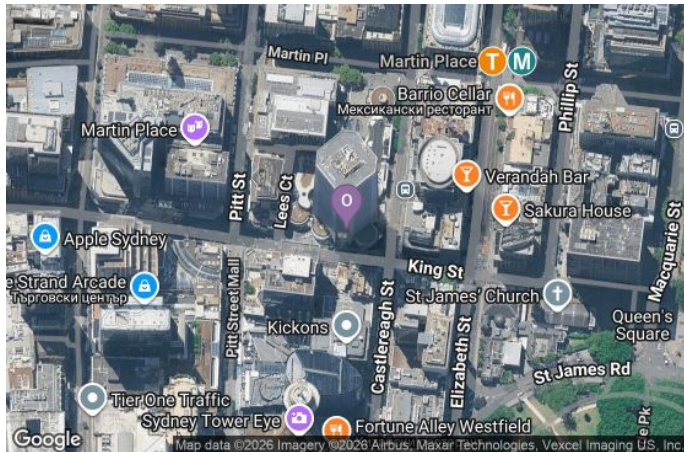 Martin Pl
Martin Place
T
M
Phillip St
Barrio Cellar
Мексикански ресторант
Martin Place
Verandah Bar
Pitt St
Lees Ct
O
Sakura House
Macquarie St
Apple Sydney
King St
e Strand Arcade
Търговски център
St James' Church
Queen's
Square
Pitt Street Mall
Kickons
Castlereagh St
Elizabeth St
St James Rd
Tier One Traffic
Sydney Tower Eye
Fortune Alley Westfield
e Pk
Google
Map data ©2026 Imagery ©2026 Airbus, Maxar Technologies, Vexcel Imaging US, Inc.